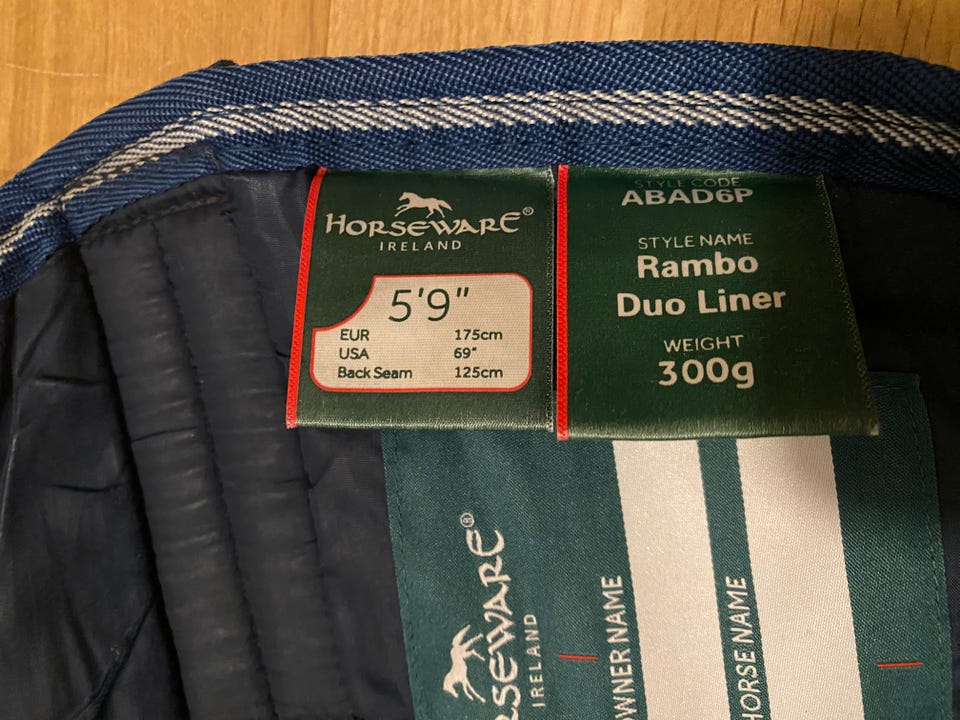 HORSEWARE®
IRELAND
5'9"
EUR 175cm
USA 69"
Back Seam 125cm
STYLE CODE
ABAD6P
STYLE NAME
Rambo
Duo Liner
WEIGHT
300g
HORSEWARE®
IRELAND
OWNER NAME
HORSE NAME